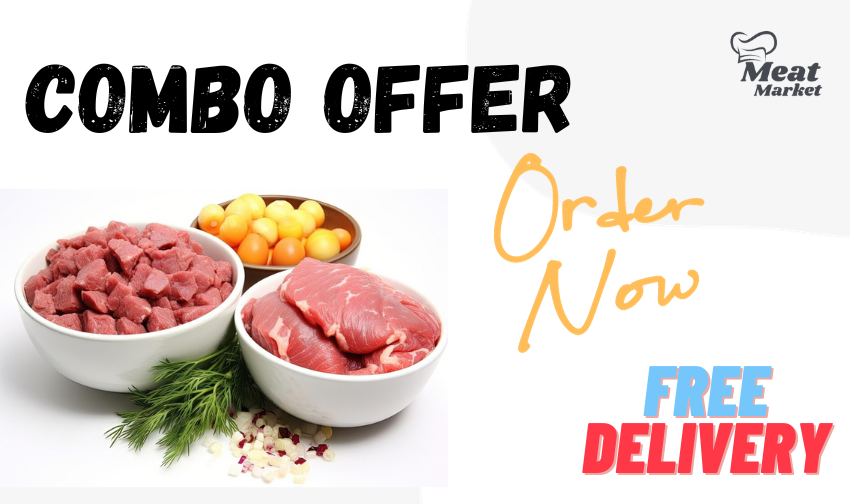 COMBO OFFER
Meat
Market
Order
Now
FREE
DELIVERY